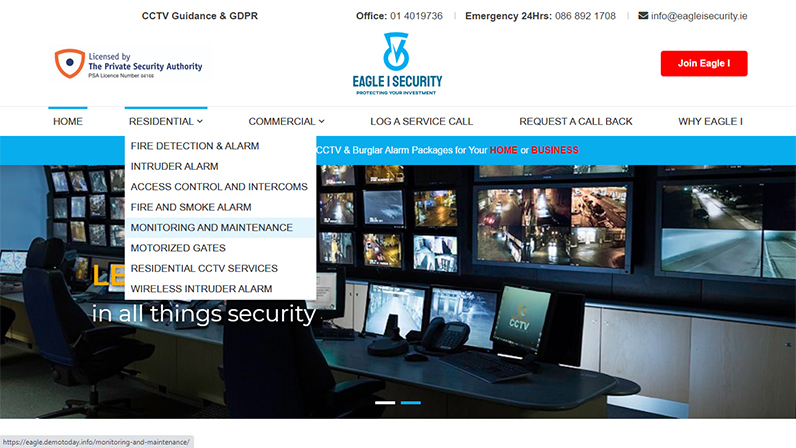 CCTV Guidance & GDPR
Office: 01 4019736
Emergency 24Hrs: 086 892 1708
info@eagleisecurity.ie
Licensed by
The Private Security Authority
PSA Licence Number 04165
EAGLE I SECURITY
PROTECTING YOUR INVESTMENT
Join Eagle I
HOME
RESIDENTIAL
COMMERCIAL
LOG A SERVICE CALL
REQUEST A CALL BACK
WHY EAGLE I
CCTV & Burglar Alarm Packages for Your HOME or BUSINESS
FIRE DETECTION & ALARM
INTRUDER ALARM
ACCESS CONTROL AND INTERCOMS
FIRE AND SMOKE ALARM
MONITORING AND MAINTENANCE
MOTORIZED GATES
RESIDENTIAL CCTV SERVICES
WIRELESS INTRUDER ALARM
in all things security
CCTV
https://eagle.demotoday.info/monitoring-and-maintenance/